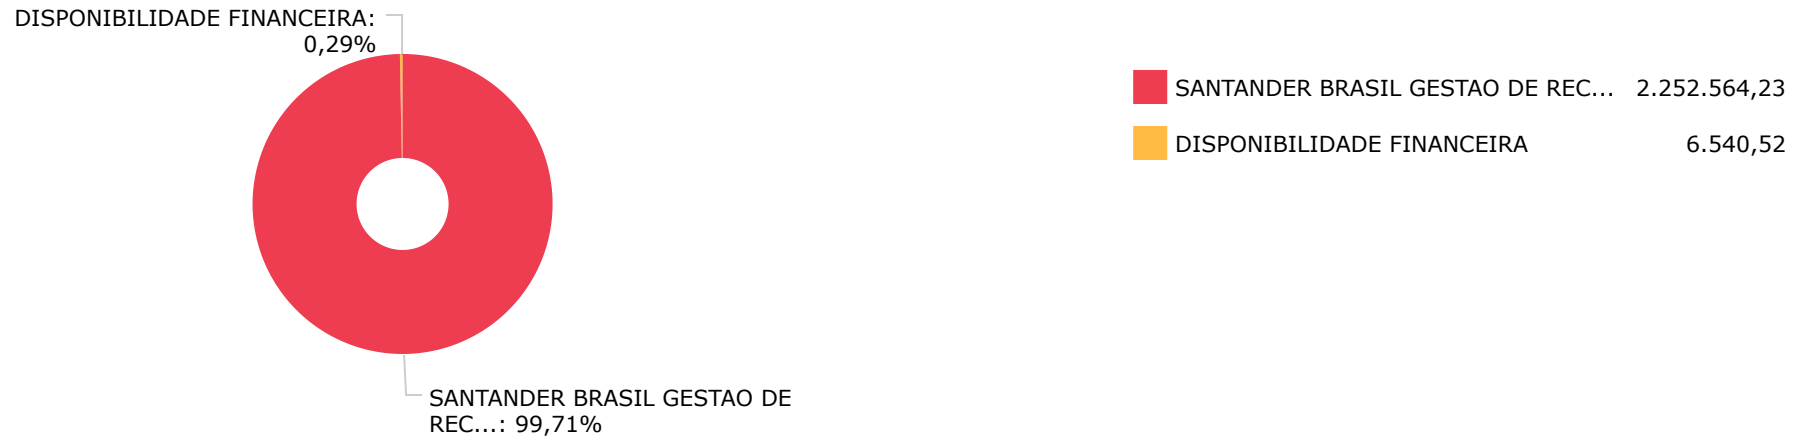 DISPONIBILIDADE FINANCEIRA:
0,29%
SANTANDER BRASIL GESTAO DE REC... 2.252.564,23
DISPONIBILIDADE FINANCEIRA 6.540,52
SANTANDER BRASIL GESTAO DE
REC...: 99,71%